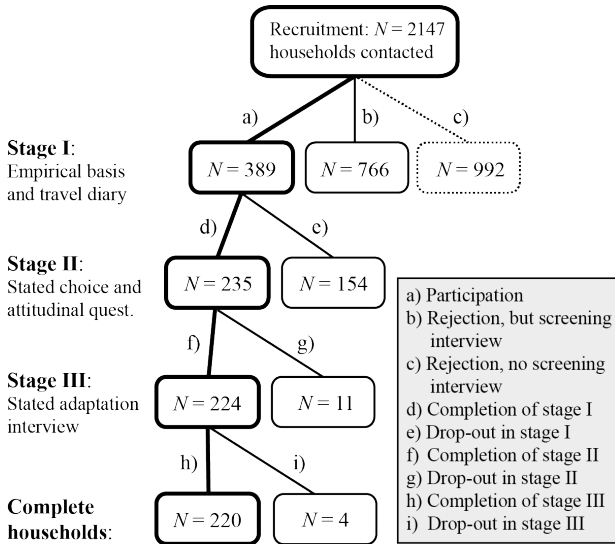 Recruitment: N = 2147
households contacted
a)
b)
c)
Stage I:
Empirical basis
and travel diary
N = 389
N = 766
N = 992
d)
e)
Stage II:
Stated choice and
attitudinal quest.
N = 235
N = 154
f)
g)
Stage III:
Stated adaptation
interview
N = 224
N = 11
h)
i)
Complete
households:
N = 220
N = 4
a) Participation
b) Rejection, but screening
interview
c) Rejection, no screening
interview
d) Completion of stage I
e) Drop-out in stage I
f) Completion of stage II
g) Drop-out in stage II
h) Completion of stage III
i) Drop-out in stage III